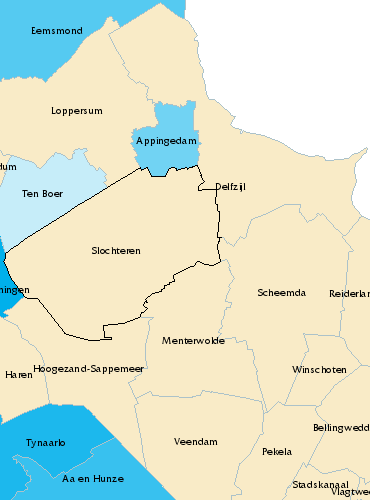 Eemsmond
Loppersum
Appingedam
dum
Ten Boer
Delfzijl
Slochteren
ningen
Scheemda
Reiderlan
Menterwolde
Haren
Hoogezand-Sappemeer
Winschoten
Bellingwedd
Tynaarlo
Veendam
Pekela
Aa en Hunze
Stadskanaal
Vlagtwed